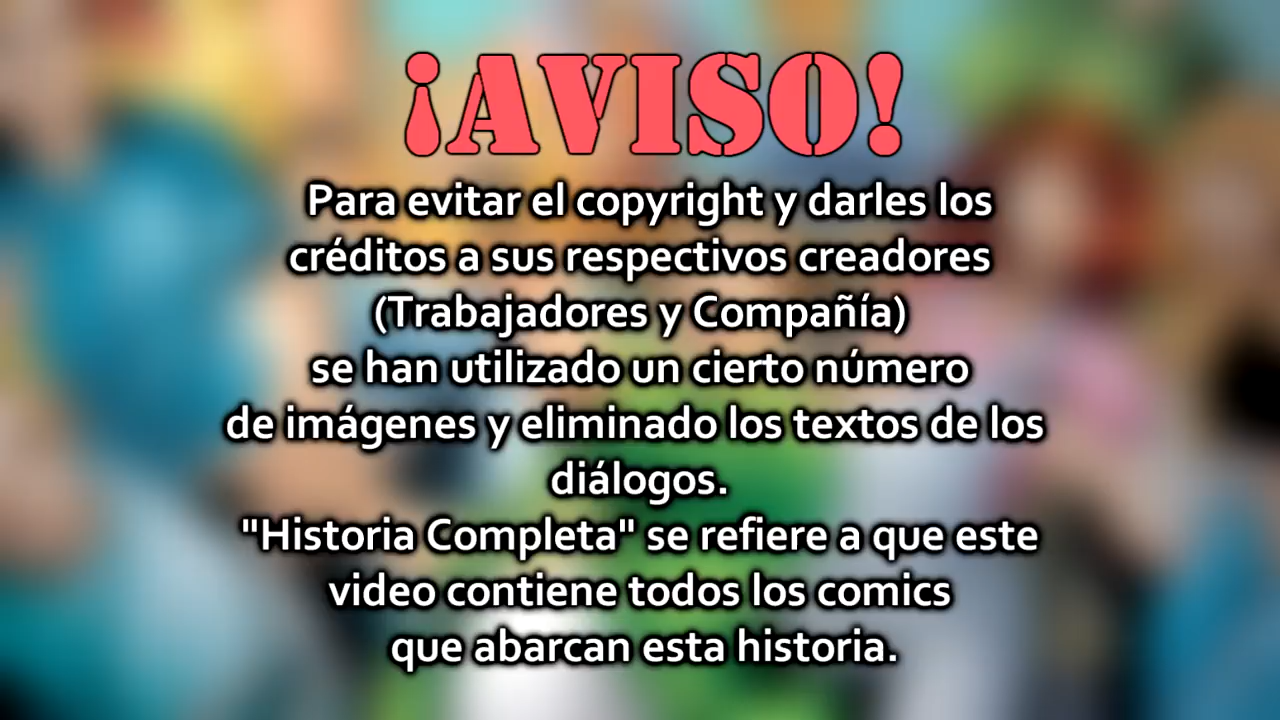 ¡AVISO!
Para evitar el copyright y darles los
créditos a sus respectivos creadores
(Trabajadores y Compañía)
se han utilizado un cierto número
de imágenes y eliminado los textos de los
diálogos.
"Historia Completa" se refiere a que este
video contiene todos los comics
que abarcan esta historia.